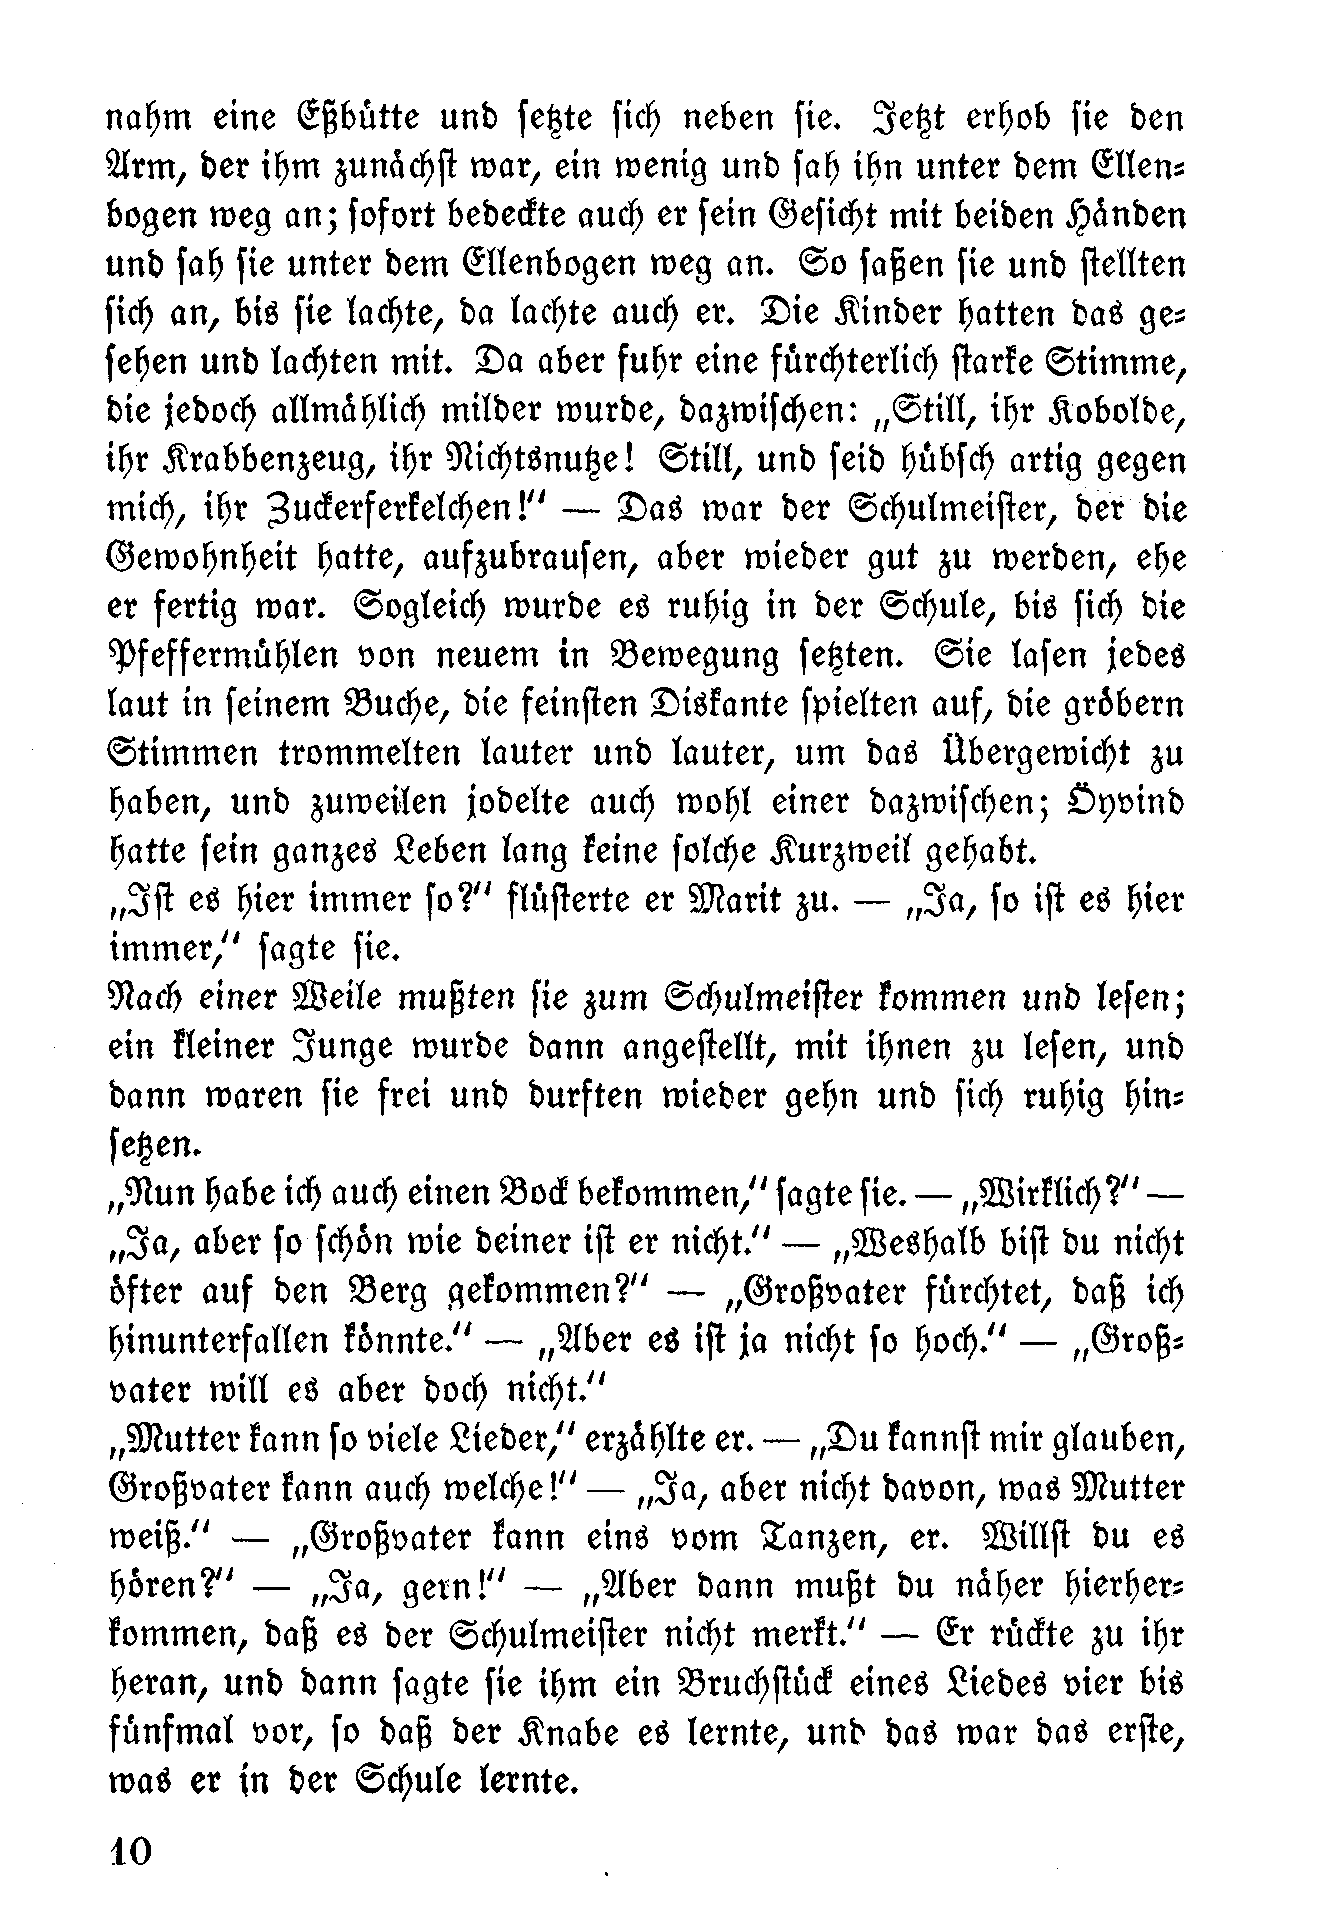 nahm eine Eßbütte und setzte sich neben sie. Jetzt erhob sie den
Arm, der ihm zunächst war, ein wenig und sah ihn unter dem Ellen=
bogen weg an; sofort bedeckte auch er sein Gesicht mit beiden Händen
und sah sie unter dem Ellenbogen weg an. So saßen sie und stellten
sich an, bis sie lachte, da lachte auch er. Die Kinder hatten das ge=
sehen und lachten mit. Da aber fuhr eine fürchterlich starke Stimme,
die jedoch allmählich milder wurde, dazwischen: „Still, ihr Kobolde,
ihr Krabbenzeug, ihr Nichtsnutze! Still, und seid hübsch artig gegen
mich, ihr Zuckerferkelchen!“ — Das war der Schulmeister, der die
Gewohnheit hatte, aufzubrausen, aber wieder gut zu werden, ehe
er fertig war. Sogleich wurde es ruhig in der Schule, bis sich die
Pfeffermühlen von neuem in Bewegung setzten. Sie lasen jedes
laut in seinem Buche, die feinsten Diskante spielten auf, die gröbern
Stimmen trommelten lauter und lauter, um das Übergewicht zu
haben, und zuweilen jodelte auch wohl einer dazwischen; Öyvind
hatte sein ganzes Leben lang keine solche Kurzweil gehabt.
„Ist es hier immer so?“ flüsterte er Marit zu. — „Ja, so ist es hier
immer,“ sagte sie.
Nach einer Weile mußten sie zum Schulmeister kommen und lesen;
ein kleiner Junge wurde dann angestellt, mit ihnen zu lesen, und
dann waren sie frei und durften wieder gehn und sich ruhig hin=
setzen.
„Nun habe ich auch einen Bock bekommen,“ sagte sie. — „Wirklich?“ —
„Ja, aber so schön wie deiner ist er nicht.“ — „Weshalb bist du nicht
öfter auf den Berg gekommen?“ — „Großvater fürchtet, daß ich
hinunterfallen könnte.“ — „Aber es ist ja nicht so hoch.“ — „Groß=
vater will es aber doch nicht.“
„Mutter kann so viele Lieder,“ erzählte er. — „Du kannst mir glauben,
Großvater kann auch welche!“ — „Ja, aber nicht davon, was Mutter
weiß.“ — „Großvater kann eins vom Tanzen, er. Willst du es
hören?“ — „Ja, gern!“ — „Aber dann mußt du näher hierher=
kommen, daß es der Schulmeister nicht merkt.“ — Er rückte zu ihr
heran, und dann sagte sie ihm ein Bruchstück eines Liedes vier bis
fünfmal vor, so daß der Knabe es lernte, und das war das erste,
was er in der Schule lernte.
10